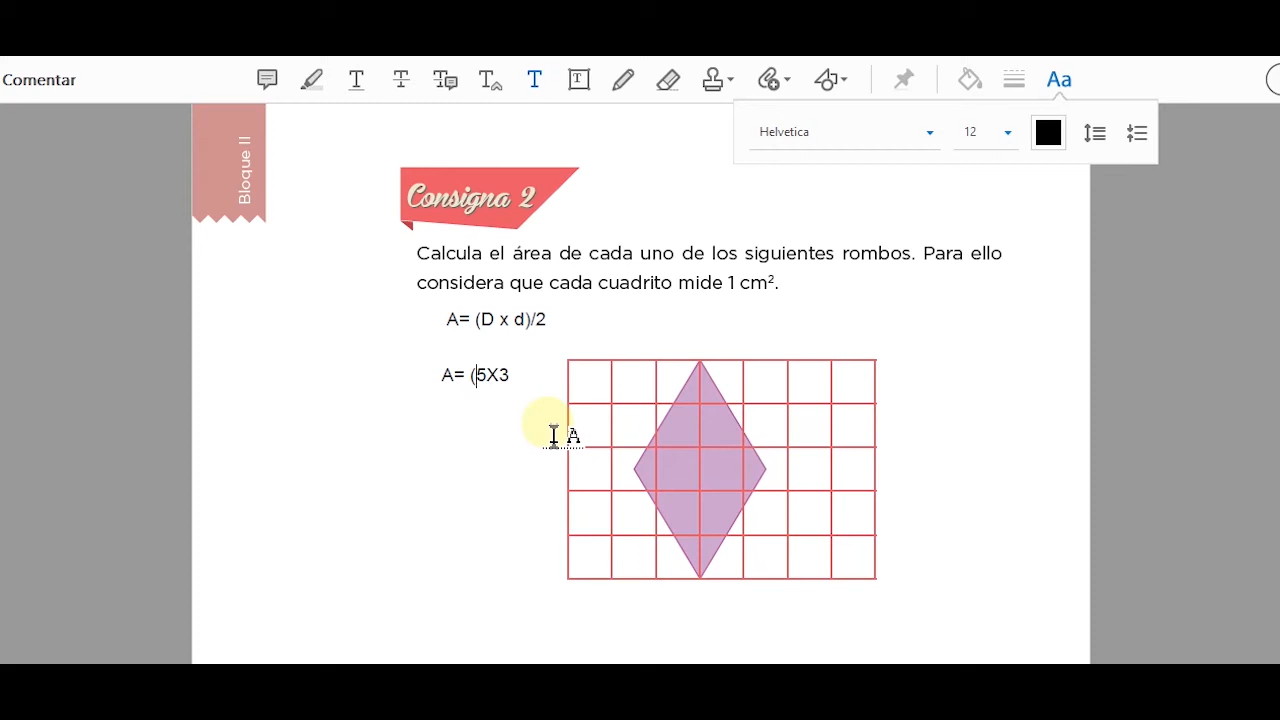 Comentar
Helvetica 12
Bloque II
Consigna 2
Calcula el área de cada uno de los siguientes rombos. Para ello
considera que cada cuadrito mide 1 cm².
A= (D x d)/2
A= (5X3
A